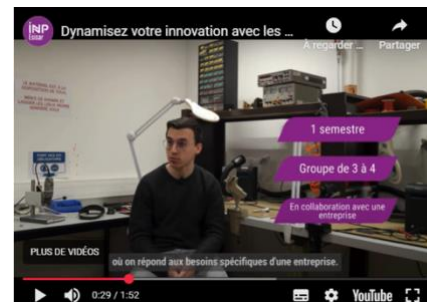 iNP
Dynamisez votre innovation avec les ...
À regarder ...
Partager
1 semestre
Groupe de 3 à 4
En collaboration avec une
entreprise
PLUS DE VIDÉOS
où on répond aux besoins spécifiques d'une entreprise.
0:29 / 1:52
YouTube